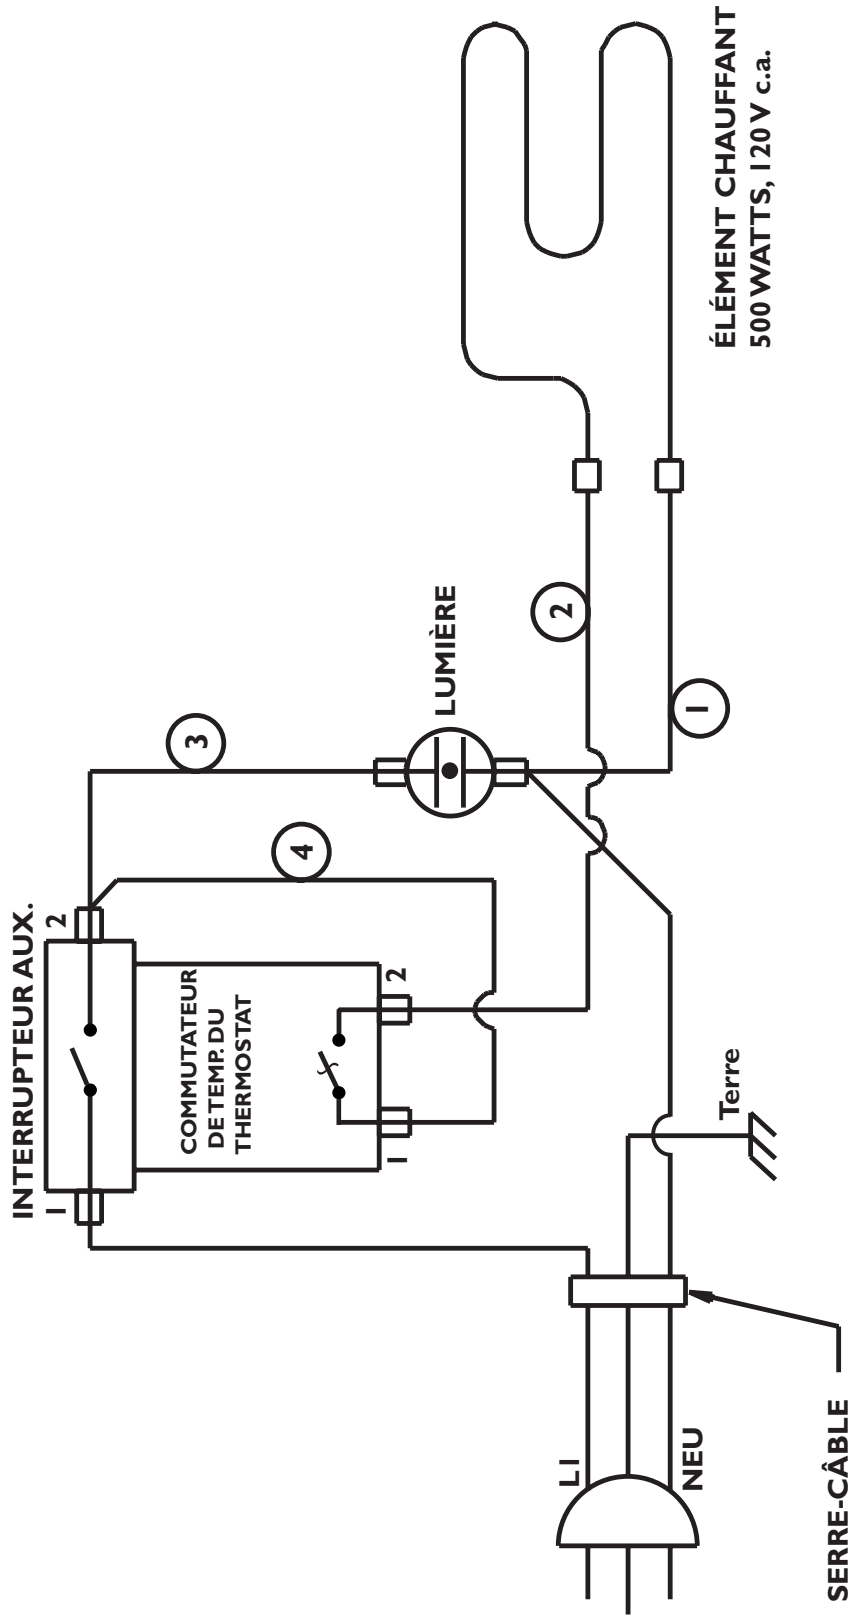 INTERRUPTEUR AUX.
1
2
COMMUTATEUR
DE TEMP. DU
THERMOSTAT
1
2
3
4
LUMIÈRE
2
1
ÉLÉMENT CHAUFFANT
500 WATTS, 120 V c.a.
L1
NEU
Terre
SERRE-CÂBLE